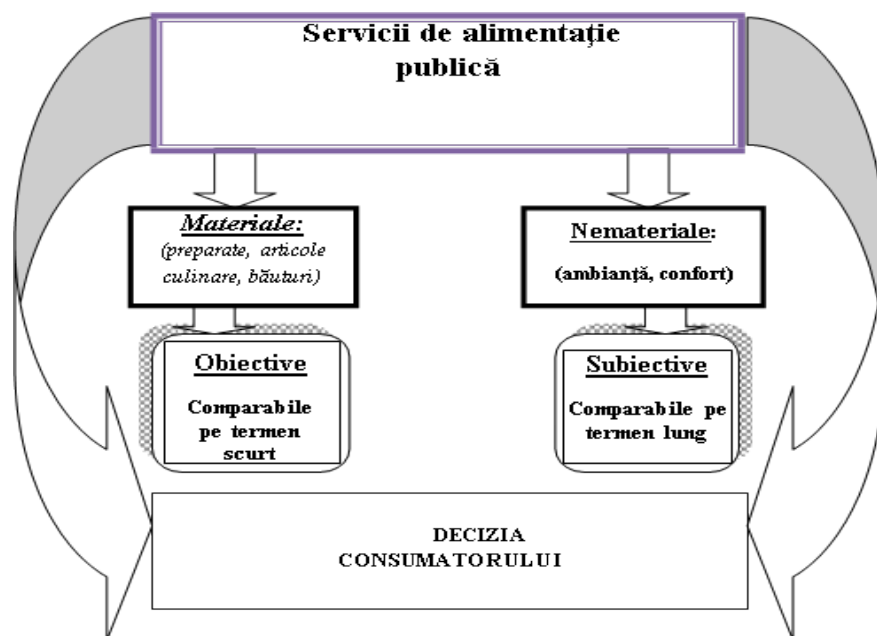 Servicii de alimentaţie
publică
Materiale:
(preparate, articole
culinare, băuturi)
Nemateriale:
(ambianţă, confort)
Obiective
Comparabile
pe termen
scurt
Subiective
Comparabile pe
termen lung
DECIZIA
CONSUMATORULUI